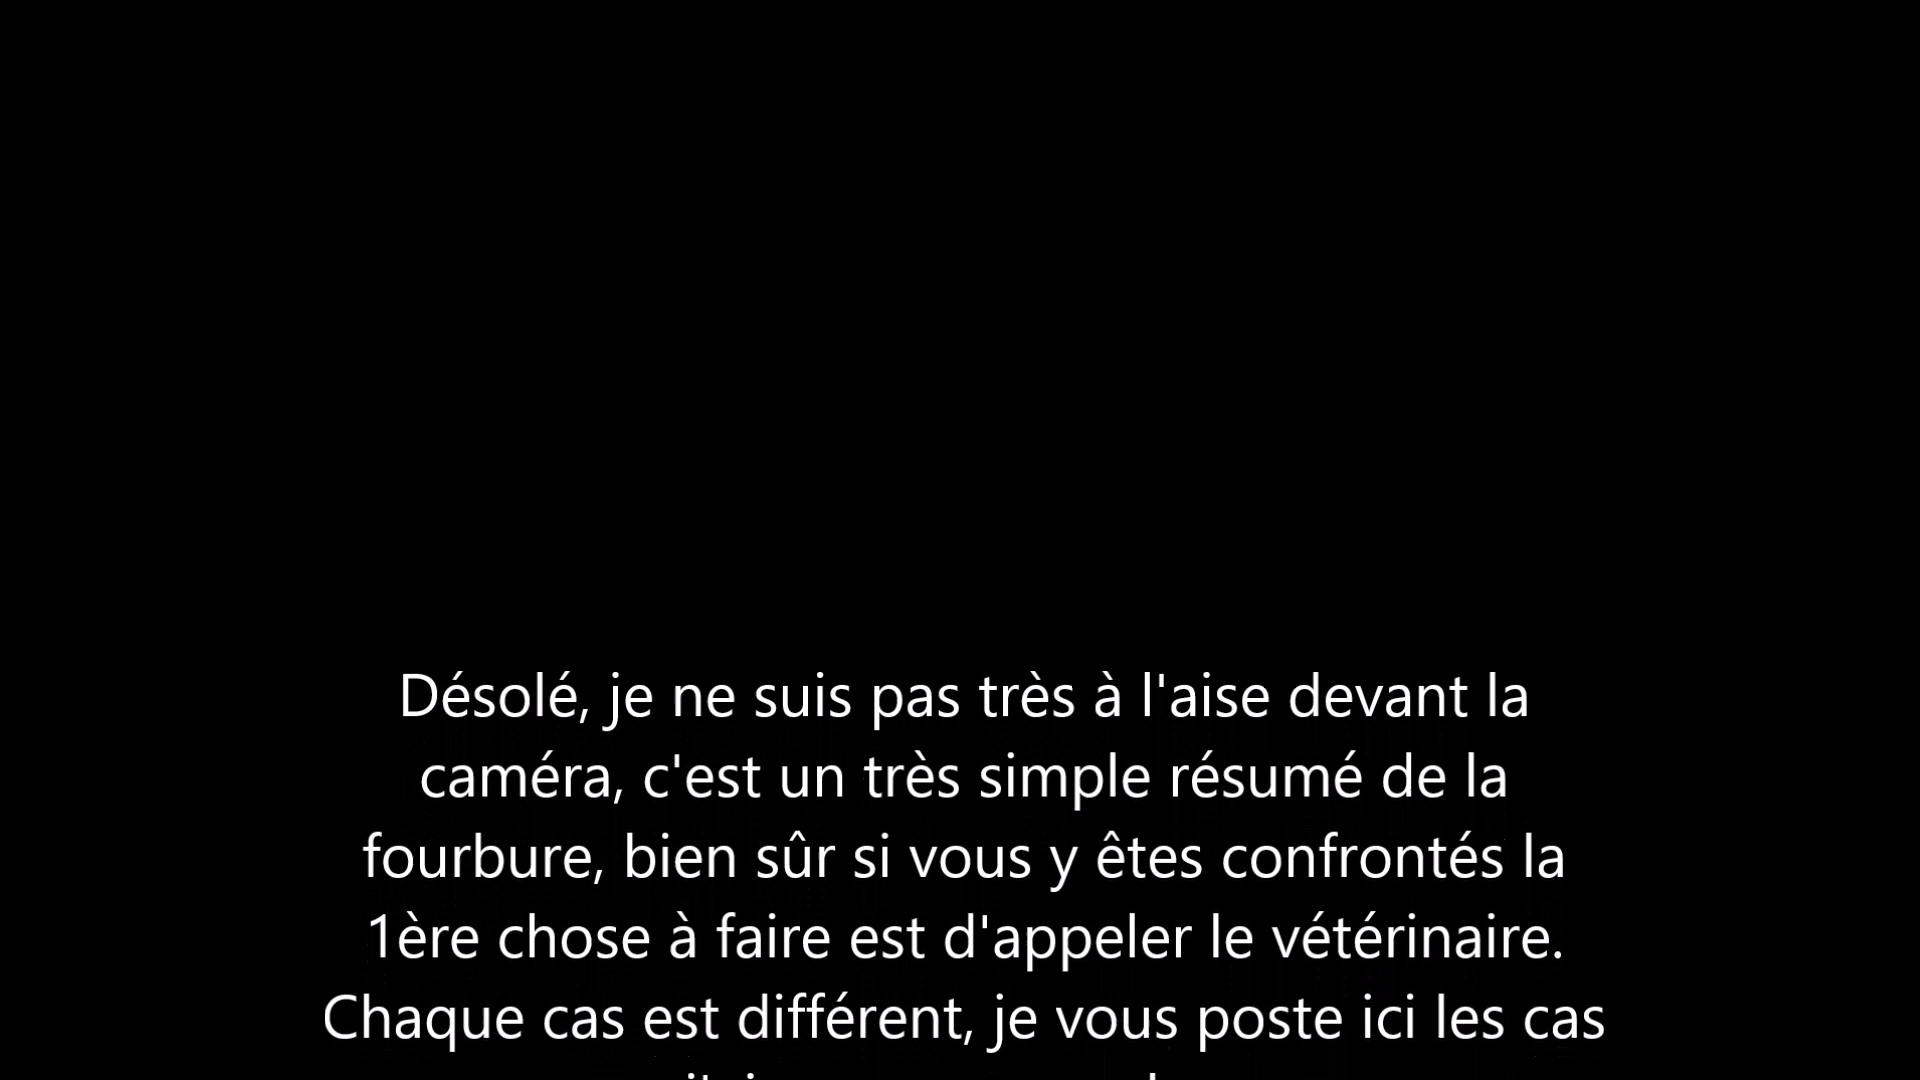 Désolé, je ne suis pas très à l'aise devant la
caméra, c'est un très simple résumé de la
fourbure, bien sûr si vous y êtes confrontés la
1ère chose à faire est d'appeler le vétérinaire.
Chaque cas est différent, je vous poste ici les cas